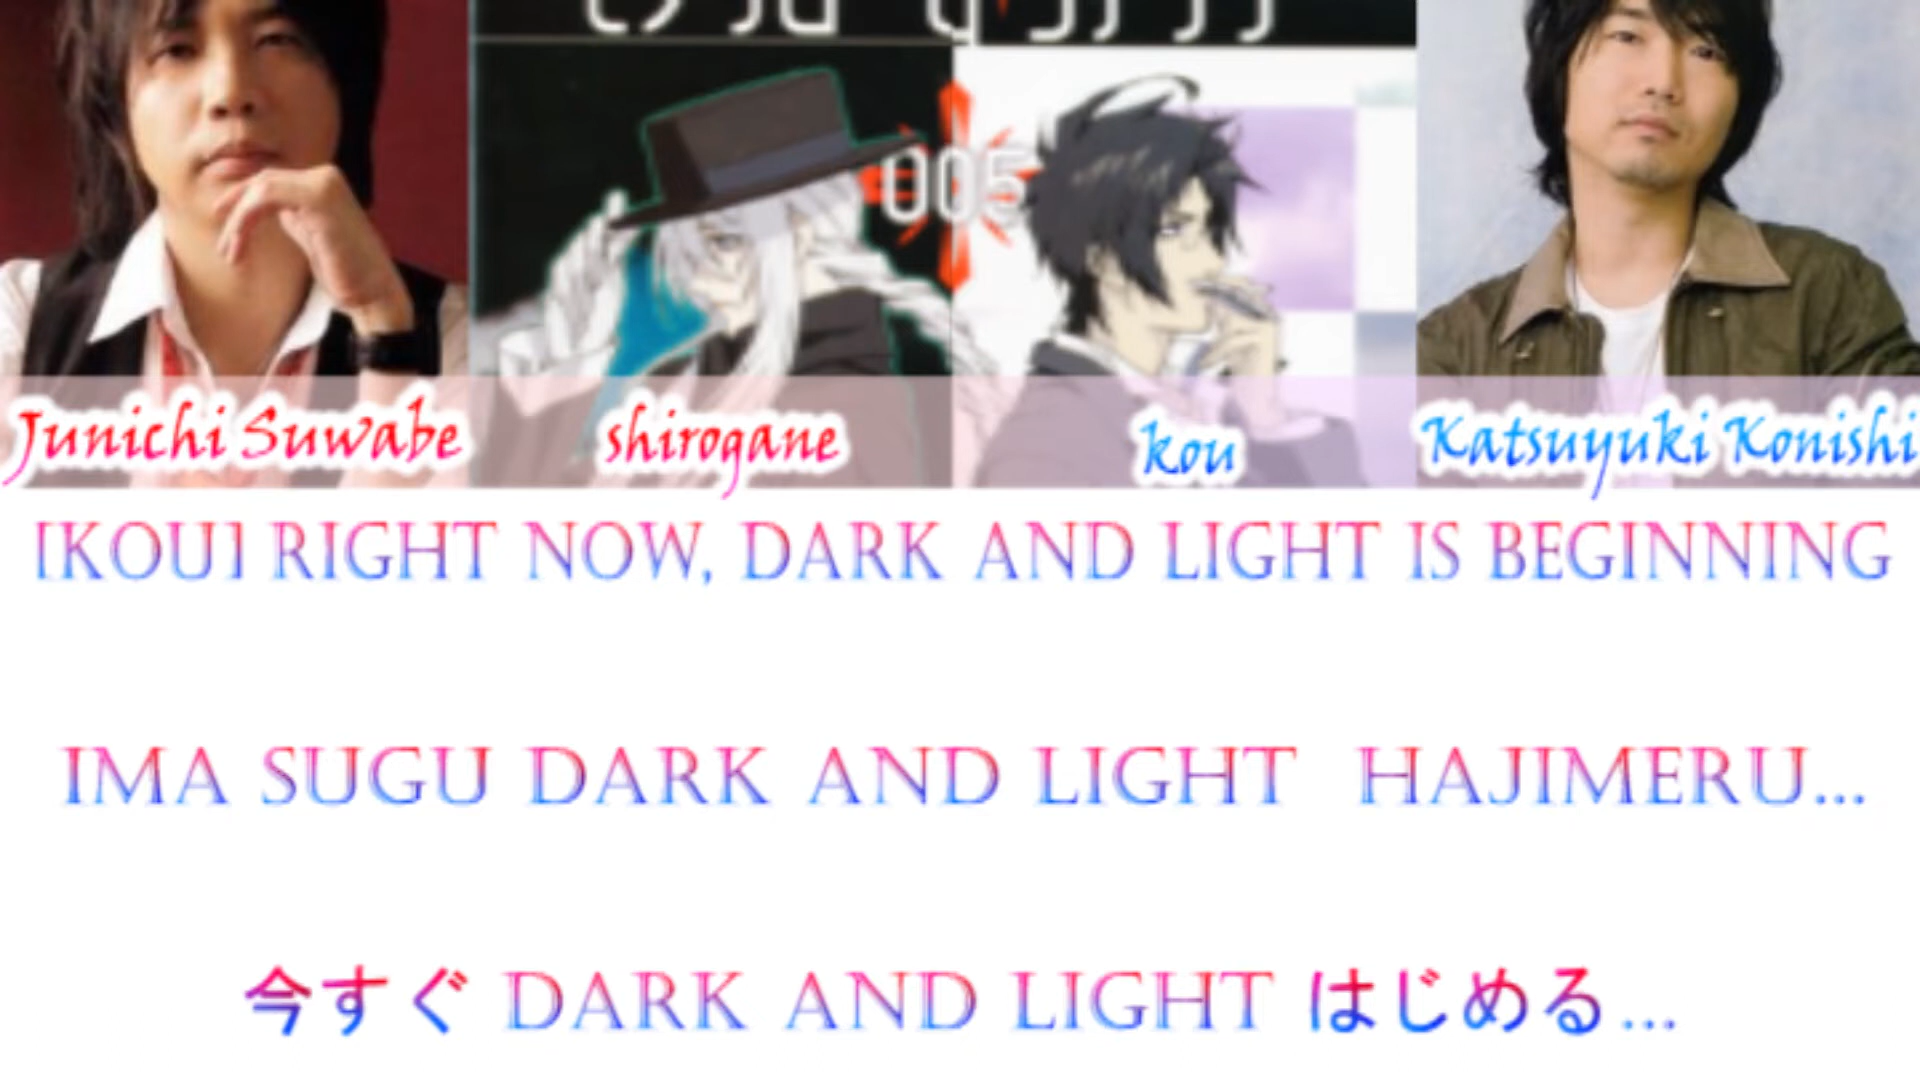 005
Junichi Suwabe shirogane kou Katsuyuki Konishi
[KOU] RIGHT NOW, DARK AND LIGHT IS BEGINNING
IMA SUGU DARK AND LIGHT HAJIMERU...
今すぐ DARK AND LIGHT はじめる...